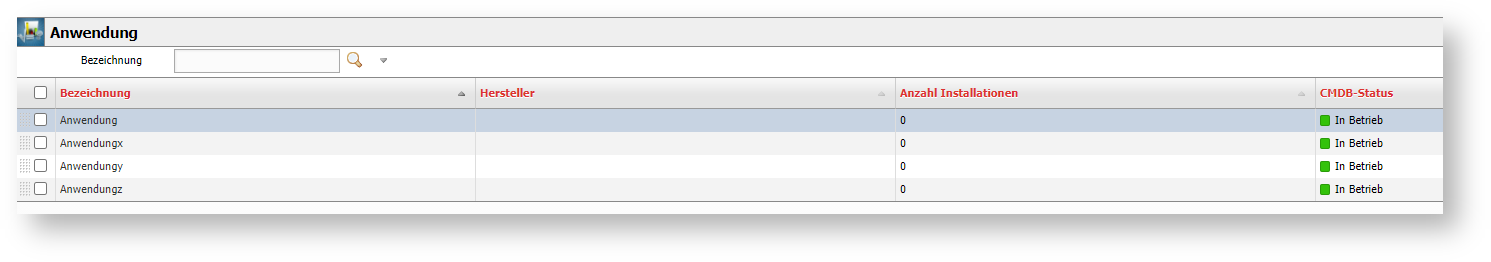 Anwendung
Bezeichnung
Bezeichnung Hersteller Anzahl Installationen CMDB-Status
Anwendung 0 In Betrieb
Anwendungx 0 In Betrieb
Anwendungy 0 In Betrieb
Anwendungz 0 In Betrieb